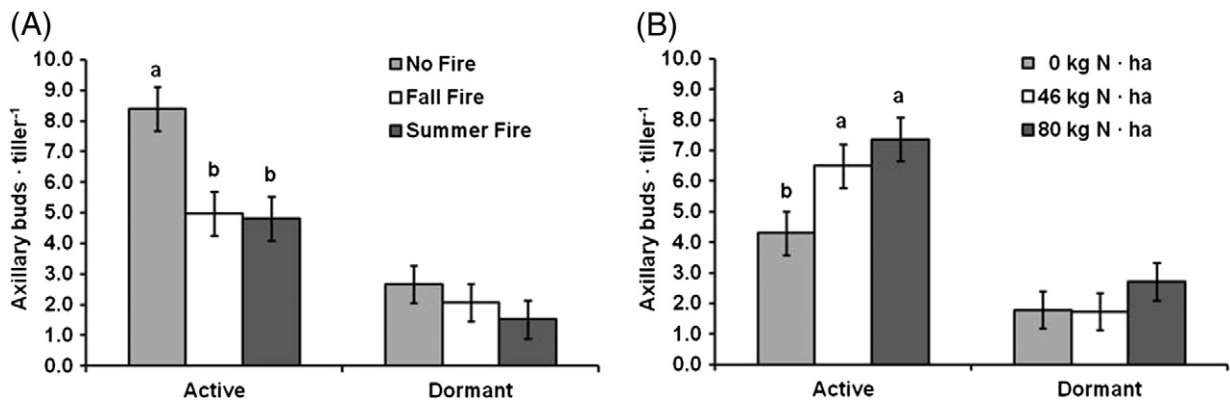 (A)
10.0
9.0
8.0
7.0
6.0
5.0
4.0
3.0
2.0
1.0
0.0
Axillary buds · tiller⁻¹
a
b
b
No Fire
Fall Fire
Summer Fire
Active
Dormant
(B)
10.0
9.0
8.0
7.0
6.0
5.0
4.0
3.0
2.0
1.0
0.0
Axillary buds · tiller⁻¹
b
a
a
0 kg N · ha
46 kg N · ha
80 kg N · ha
Active
Dormant